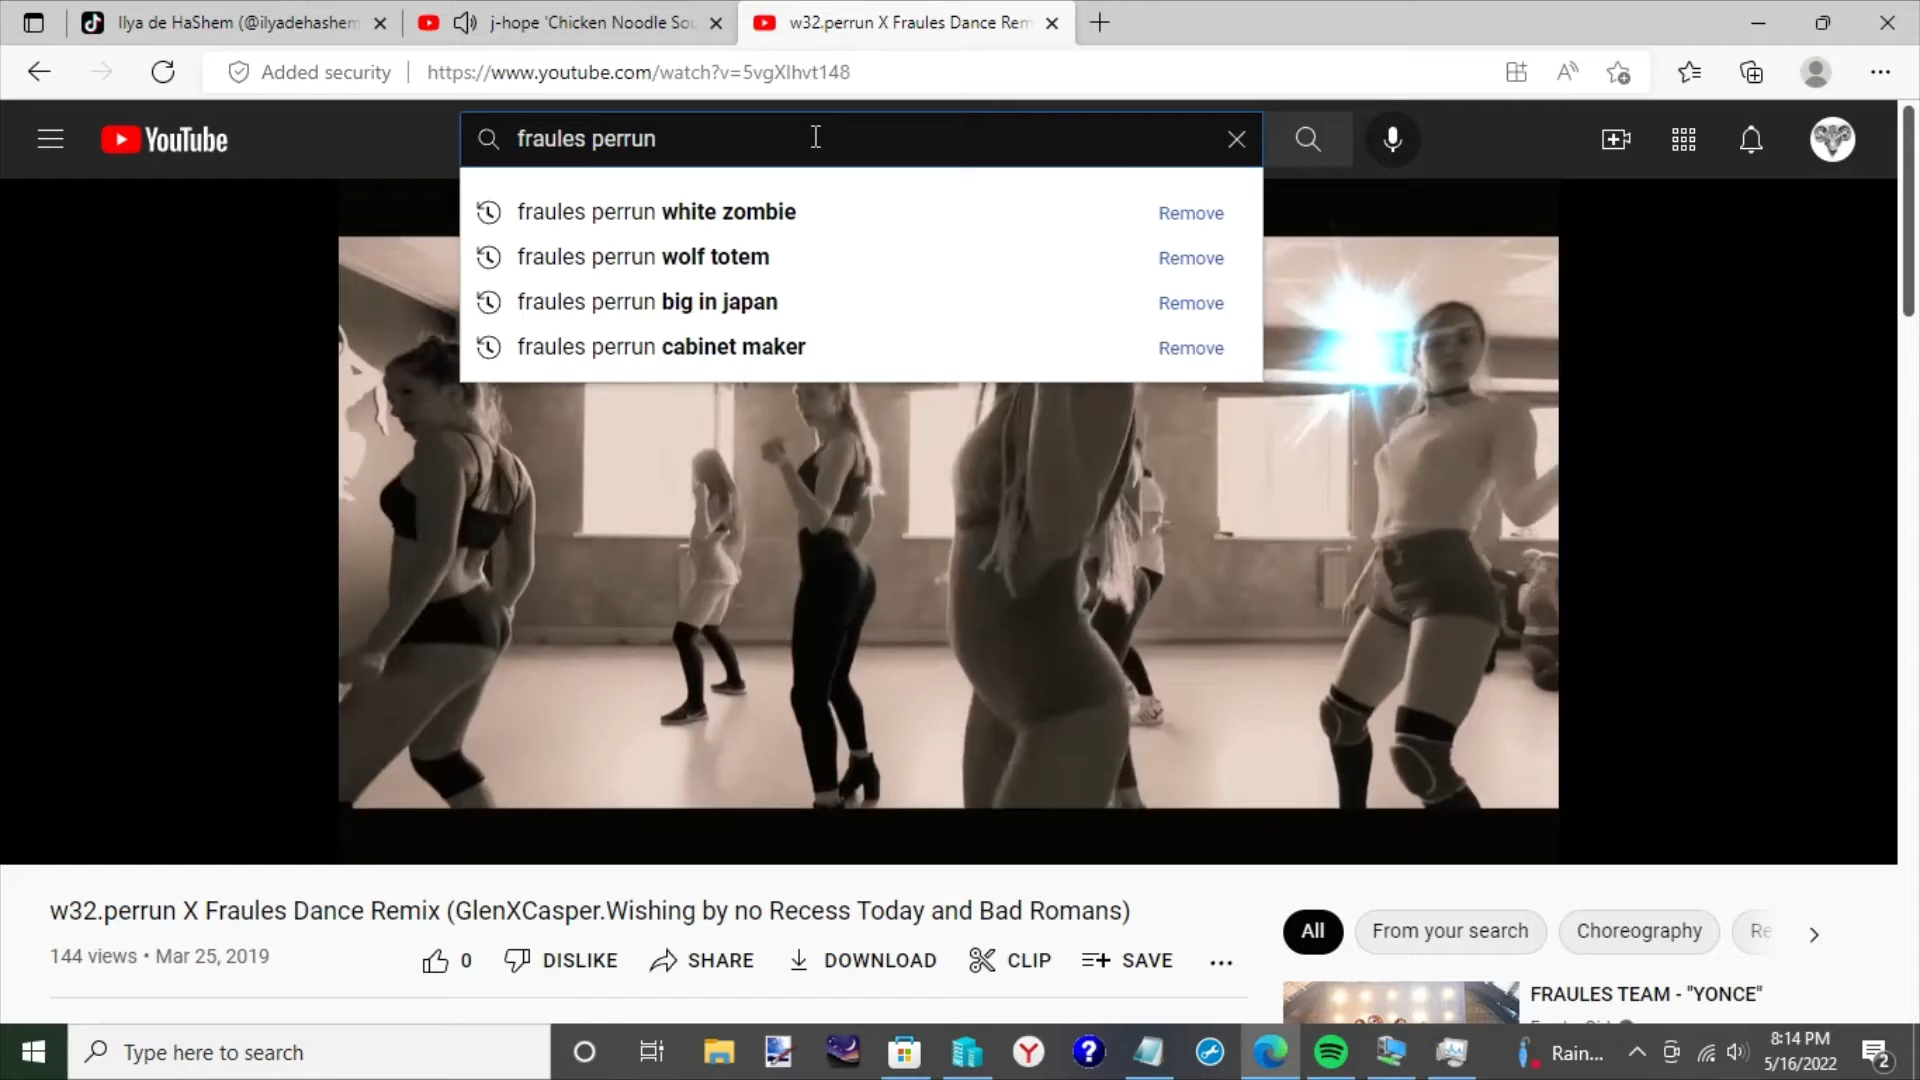 Ilya de HaShem (@ilyadehashem
j-hope 'Chicken Noodle Sou
w32.perrun X Fraules Dance Rem
Added security
https://www.youtube.com/watch?v=5vgXIhvt148
YouTube
fraules perrun
fraules perrun white zombie Remove
fraules perrun wolf totem Remove
fraules perrun big in japan Remove
fraules perrun cabinet maker Remove
w32.perrun X Fraules Dance Remix (GlenXCasper.Wishing by no Recess Today and Bad Romans)
144 views • Mar 25, 2019
0 DISLIKE SHARE DOWNLOAD CLIP SAVE
All From your search Choreography Re
FRAULES TEAM - "YONCE"
Type here to search
Rain...
8:14 PM
5/16/2022
2